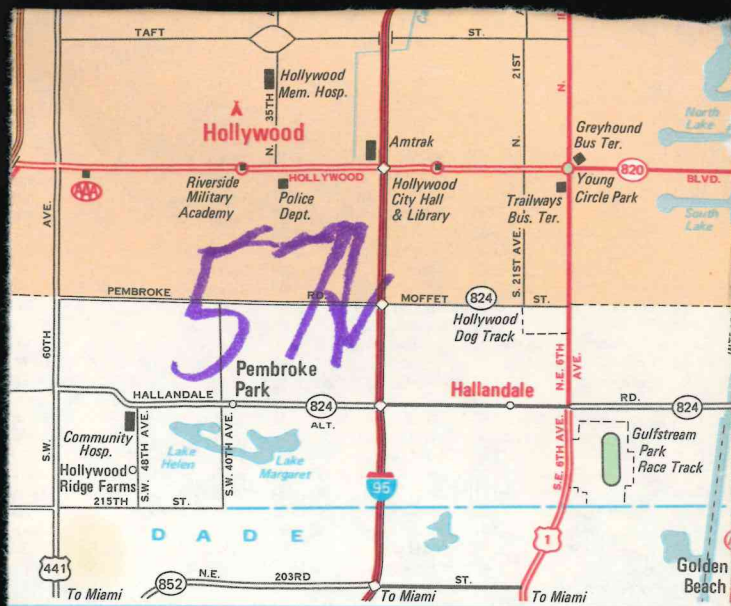 TAFT
ST.
21ST
N.
N.
Hollywood
Mem. Hosp.
35TH
N.
Hollywood
Amtrak
Greyhound
Bus Ter.
North
Lake
HOLLYWOOD
820
BLVD.
AAA
Riverside
Military
Academy
Police
Dept.
Hollywood
City Hall
& Library
Trailways
Bus. Ter.
Young
Circle Park
South
Lake
AVE.
S. 21ST AVE.
57
PEMBROKE
RD.
MOFFET
824
ST.
Hollywood
Dog Track
60TH
N.E. 6TH
AVE.
Pembroke
Park
HALLANDALE
824
ALT.
Hallandale
RD.
824
Community
Hosp.
S.W. 48TH AVE.
S.W. 40TH AVE.
Lake
Helen
Lake
Margaret
S.E. 6TH AVE.
Gulfstream
Park
Race Track
S.W.
Hollywood
Ridge Farms
215TH
ST.
95
DADE
1
441
To Miami
852
N.E.
203RD
ST.
To Miami
To Miami
Golden
Beach